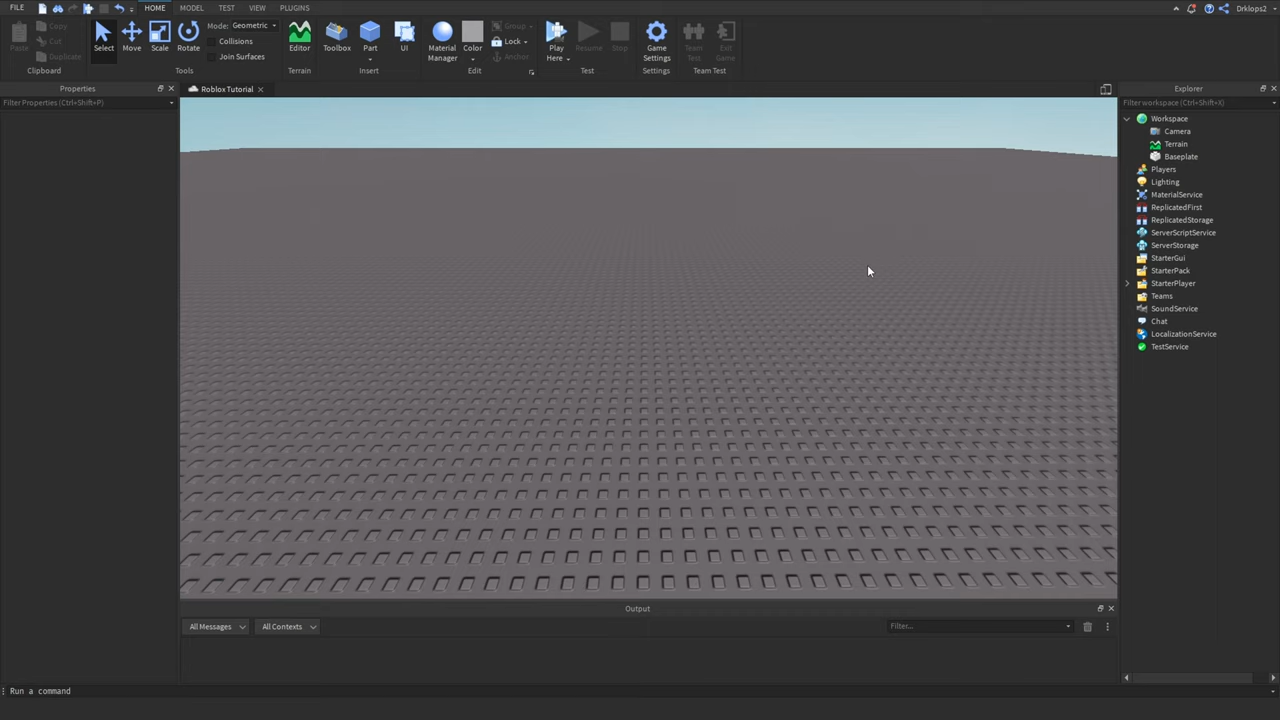 FILE HOME MODEL TEST VIEW PLUGINS Drklops2
Paste Copy Cut Duplicate Clipboard
Select Move Scale Rotate Mode: Geometric Collisions Join Surfaces Tools
Editor Terrain
Toolbox Part UI Insert
Material Manager Color Group Lock Anchor Edit
Play Here Resume Stop Test
Game Settings Settings
Team Test Exit Game Team Test
Properties
Filter Properties (Ctrl+Shift+P)
Roblox Tutorial
Explorer
Filter workspace (Ctrl+Shift+X)
Workspace
Camera
Terrain
Baseplate
Players
Lighting
MaterialService
ReplicatedFirst
ReplicatedStorage
ServerScriptService
ServerStorage
StarterGui
StarterPack
StarterPlayer
Teams
SoundService
Chat
LocalizationService
TestService
Output
All Messages All Contexts Filter...
Run a command